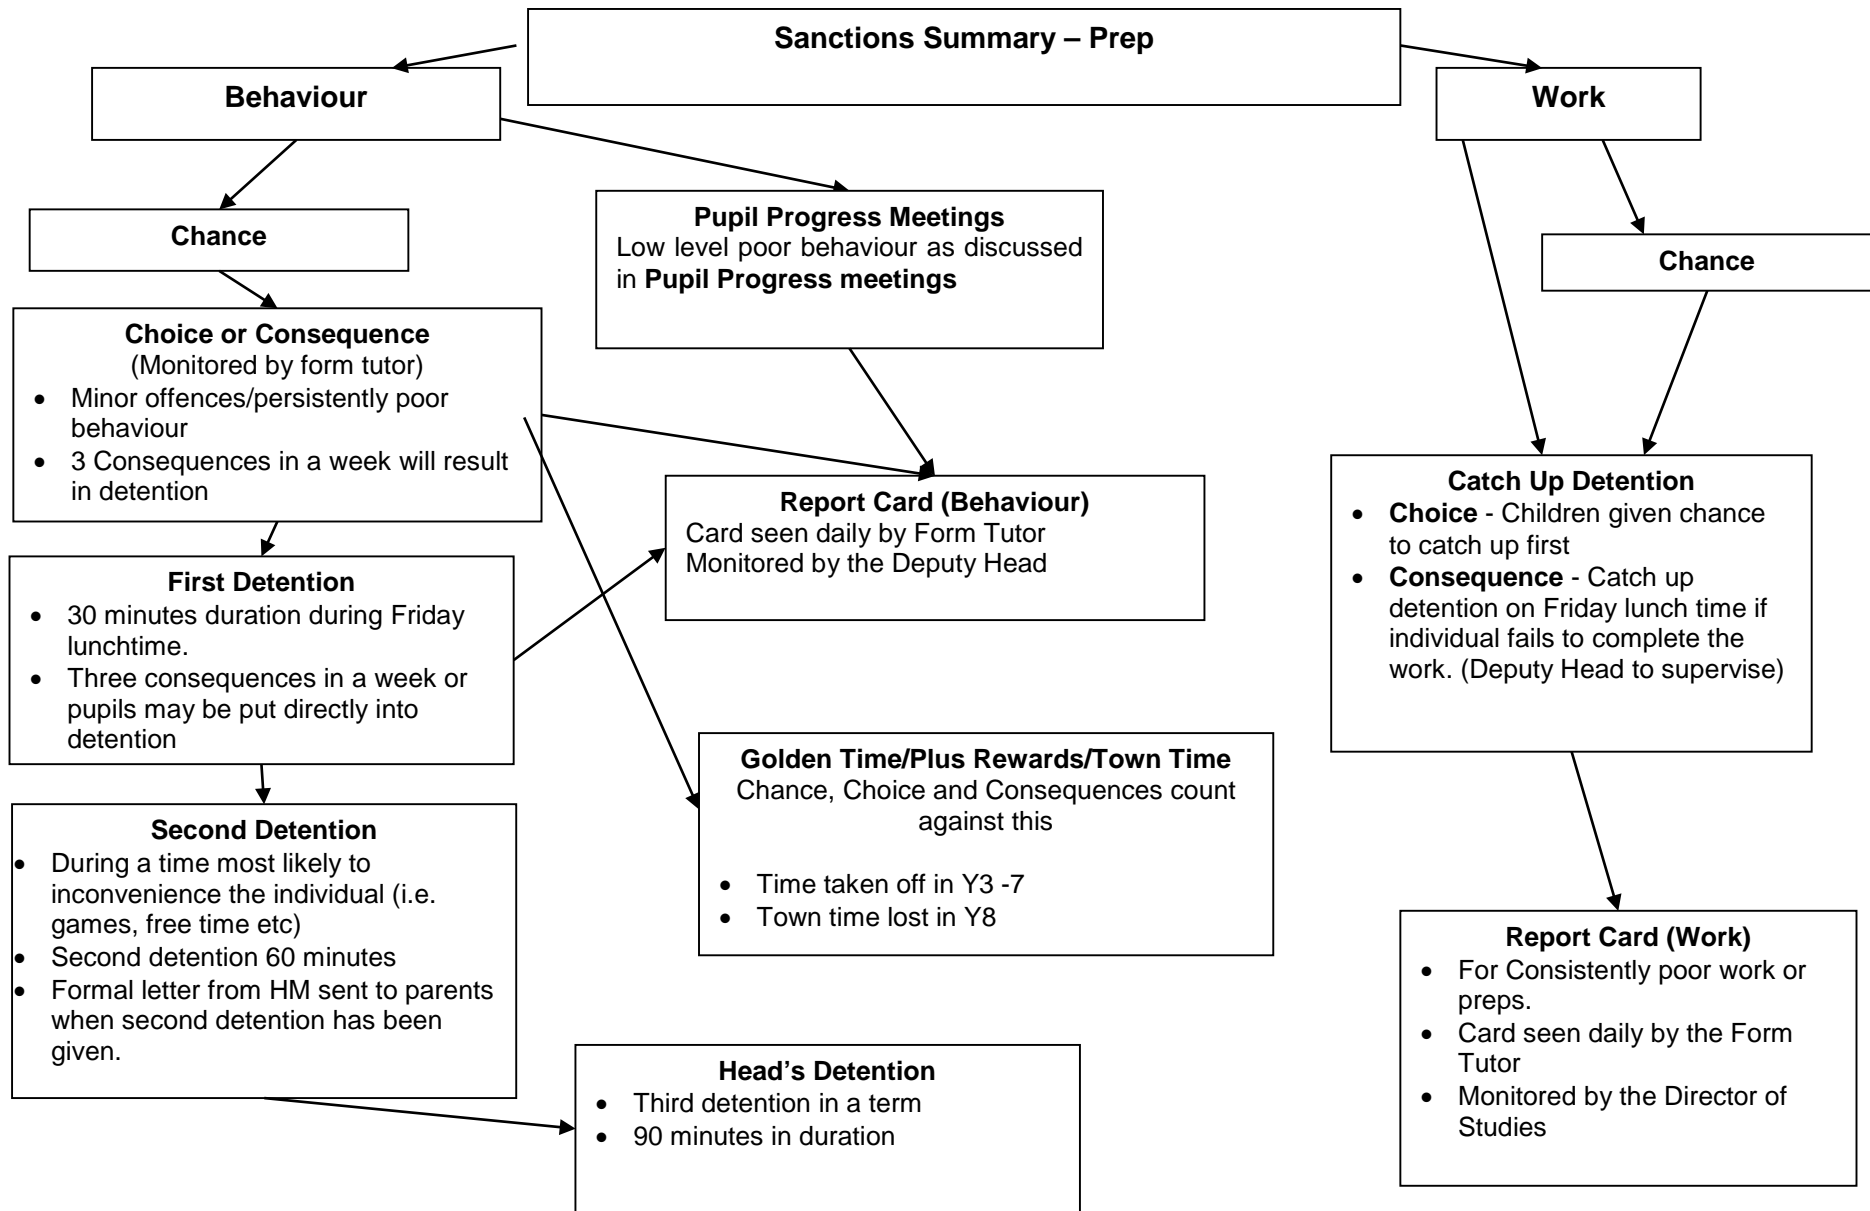 Sanctions Summary – Prep
Behaviour
Work
Chance
Pupil Progress Meetings
Low level poor behaviour as discussed
in Pupil Progress meetings
Chance
Choice or Consequence
(Monitored by form tutor)
• Minor offences/persistently poor
behaviour
• 3 Consequences in a week will result
in detention
Report Card (Behaviour)
Card seen daily by Form Tutor
Monitored by the Deputy Head
Catch Up Detention
• Choice - Children given chance
to catch up first
• Consequence - Catch up
detention on Friday lunch time if
individual fails to complete the
work. (Deputy Head to supervise)
First Detention
• 30 minutes duration during Friday
lunchtime.
• Three consequences in a week or
pupils may be put directly into
detention
Golden Time/Plus Rewards/Town Time
Chance, Choice and Consequences count
against this
• Time taken off in Y3 -7
• Town time lost in Y8
Second Detention
• During a time most likely to
inconvenience the individual (i.e.
games, free time etc)
• Second detention 60 minutes
• Formal letter from HM sent to parents
when second detention has been
given.
Report Card (Work)
• For Consistently poor work or
preps.
• Card seen daily by the Form
Tutor
• Monitored by the Director of
Studies
Head’s Detention
• Third detention in a term
• 90 minutes in duration